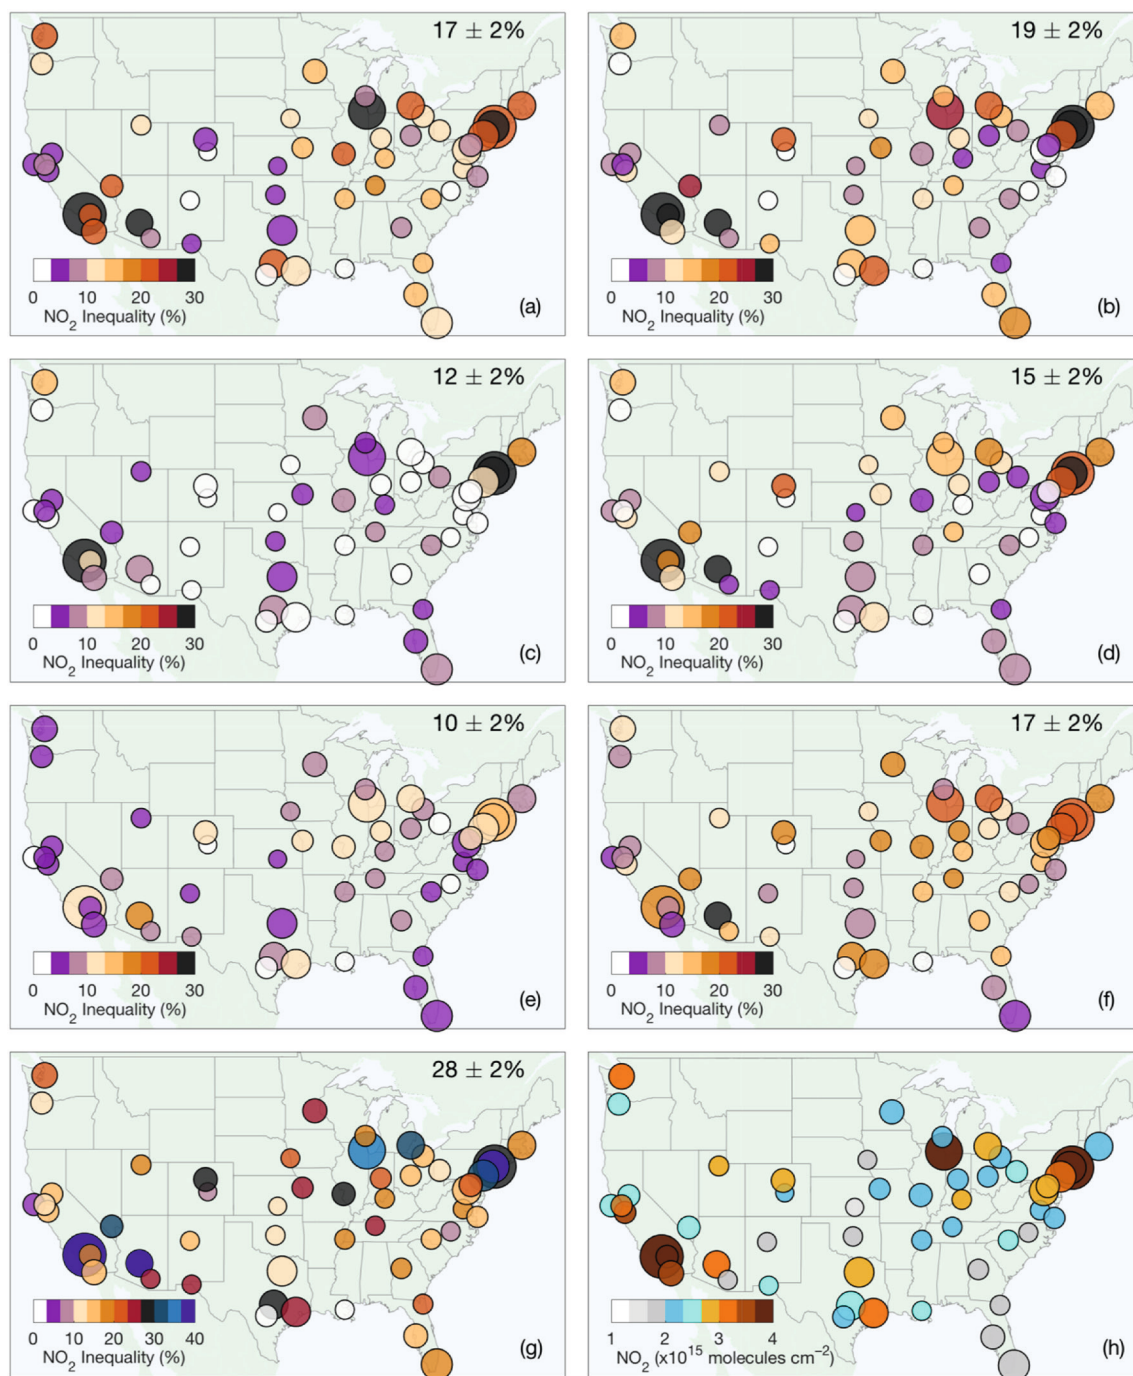 17 ± 2%
0 10 20 30
NO2 Inequality (%)
(a)
19 ± 2%
0 10 20 30
NO2 Inequality (%)
(b)
12 ± 2%
0 10 20 30
NO2 Inequality (%)
(c)
15 ± 2%
0 10 20 30
NO2 Inequality (%)
(d)
10 ± 2%
0 10 20 30
NO2 Inequality (%)
(e)
17 ± 2%
0 10 20 30
NO2 Inequality (%)
(f)
28 ± 2%
0 10 20 30 40
NO2 Inequality (%)
(g)
1 2 3 4
NO2 (x10^15 molecules cm^−2)
(h)